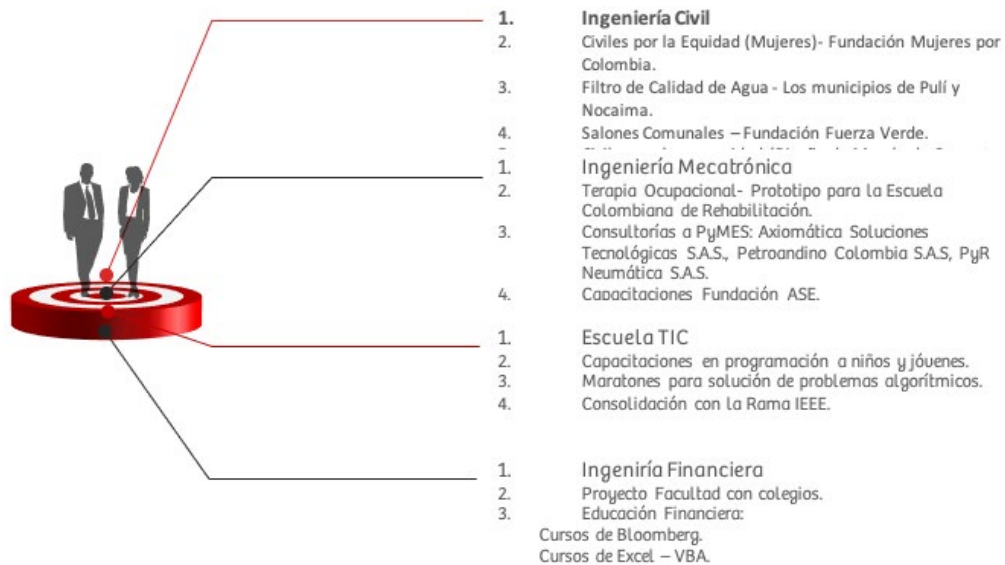 1. Ingeniería Civil
2. Civiles por la Equidad (Mujeres)- Fundación Mujeres por
Colombia.
3. Filtro de Calidad de Agua - Los municipios de Pulí y
Nocaima.
4. Salones Comunales – Fundación Fuerza Verde.
1. Ingeniería Mecatrónica
2. Terapia Ocupacional- Prototipo para la Escuela
Colombiana de Rehabilitación.
3. Consultorías a PyMES: Axiomática Soluciones
Tecnológicas S.A.S., Petroandino Colombia S.A.S, PyR
Neumática S.A.S.
4. Capacitaciones Fundación ASE.
1. Escuela TIC
2. Capacitaciones en programación a niños y jóvenes.
3. Maratones para solución de problemas algorítmicos.
4. Consolidación con la Rama IEEE.
1. Ingeniría Financiera
2. Proyecto Facultad con colegios.
3. Educación Financiera:
Cursos de Bloomberg.
Cursos de Excel – VBA.